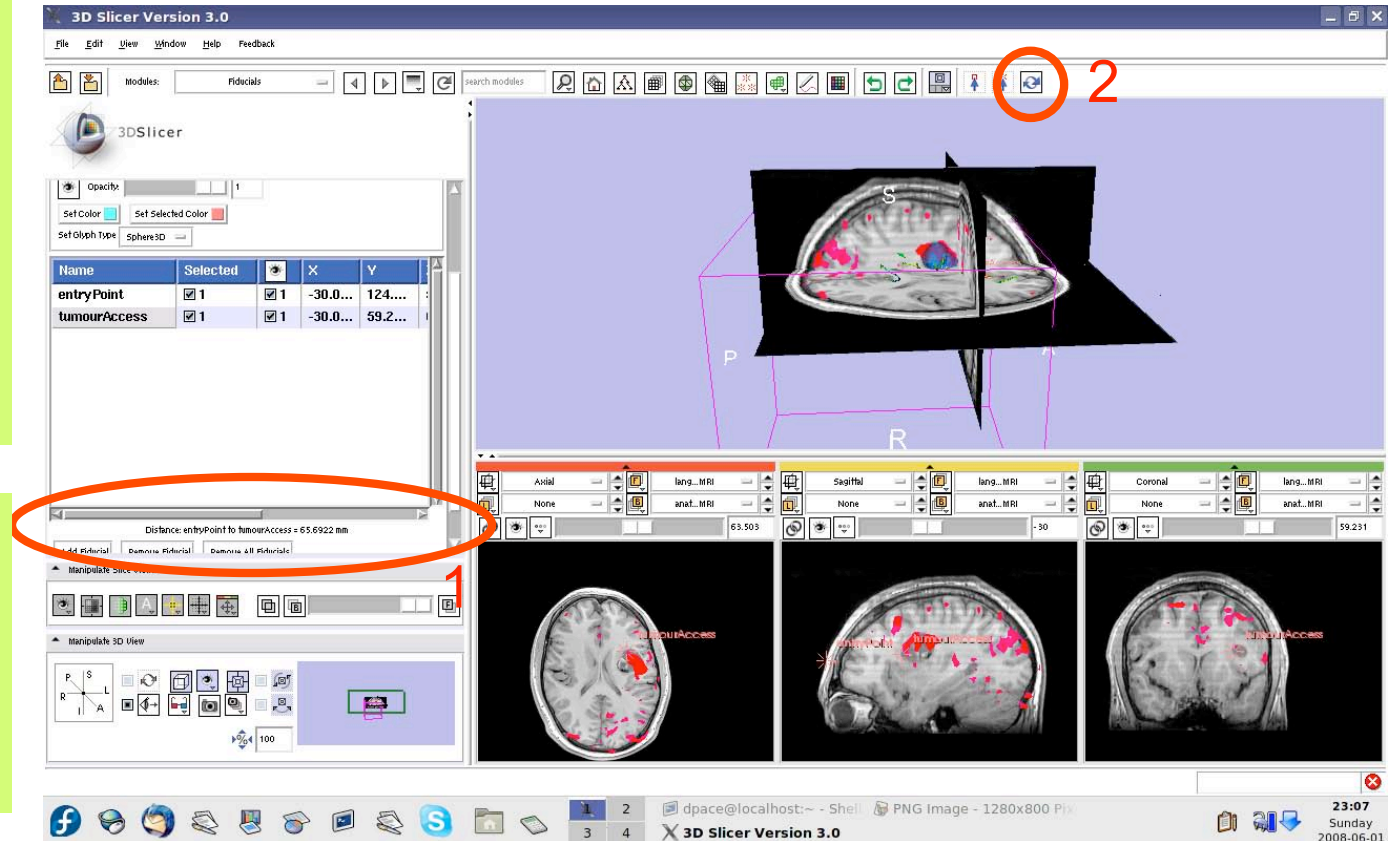 3D Slicer Version 3.0
File Edit View Window Help Feedback
Modules: Fiducials search modules
2
3DSlicer
Opacity: 1
Set Color Set Selected Color
Set Glyph Type Sphere3D
Name Selected X Y
entryPoint 1 1 -30.0... 124....
tumourAccess 1 1 -30.0... 59.2...
Distance: entryPoint to tumourAccess = 65.6922 mm
Add Fiducial Remove Fiducial Remove All Fiducials
1
Manipulate Slice
Manipulate 3D View
P S
R L
I A
100
S
P
A
R
Axial lang...MRI
None anat...MRI
63.503
Sagittal lang...MRI
None anat...MRI
-30
Coronal lang...MRI
None anat...MRI
59.231
tumourAccess
entryPoint tumourAccess
tumourAccess
1 2
3 4
dpace@localhost:~ - Shell
PNG Image - 1280x800 Pix
3D Slicer Version 3.0
23:07
Sunday
2008-06-01